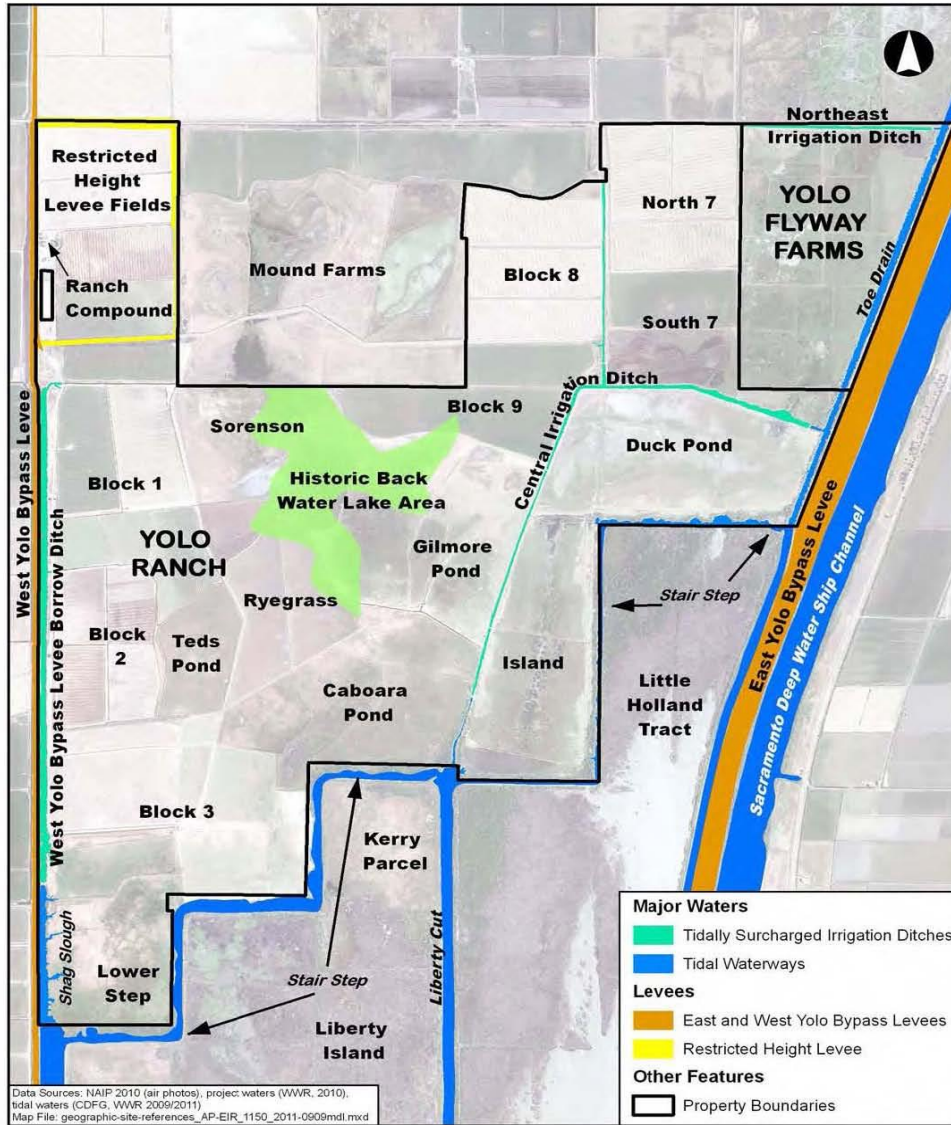 Northeast
Irrigation Ditch
Restricted
Height
Levee Fields
YOLO
FLYWAY
FARMS
North 7
Mound Farms
Block 8
Ranch
Compound
Toe Drain
South 7
West Yolo Bypass Levee
Central Irrigation Ditch
Block 9
Sorenson
Duck Pond
Historic Back
Water Lake Area
Block 1
YOLO
RANCH
Gilmore
Pond
East Yolo Bypass Levee
Stair Step
West Yolo Bypass Levee Borrow Ditch
Ryegrass
Block
2
Teds
Pond
Island
Caboara
Pond
Little
Holland
Tract
Sacramento Deep Water Ship Channel
Block 3
Kerry
Parcel
Shag Slough
Lower
Step
Stair Step
Liberty Cut
Liberty
Island
Major Waters
Tidally Surcharged Irrigation Ditches
Tidal Waterways
Levees
East and West Yolo Bypass Levees
Restricted Height Levee
Other Features
Property Boundaries
Data Sources: NAIP 2010 (air photos), project waters (WWR, 2010),
tidal waters (CDFG, WWR 2009/2011)
Map File: geographic-site-references_AP-EIR_1150_2011-0909mdl.mxd